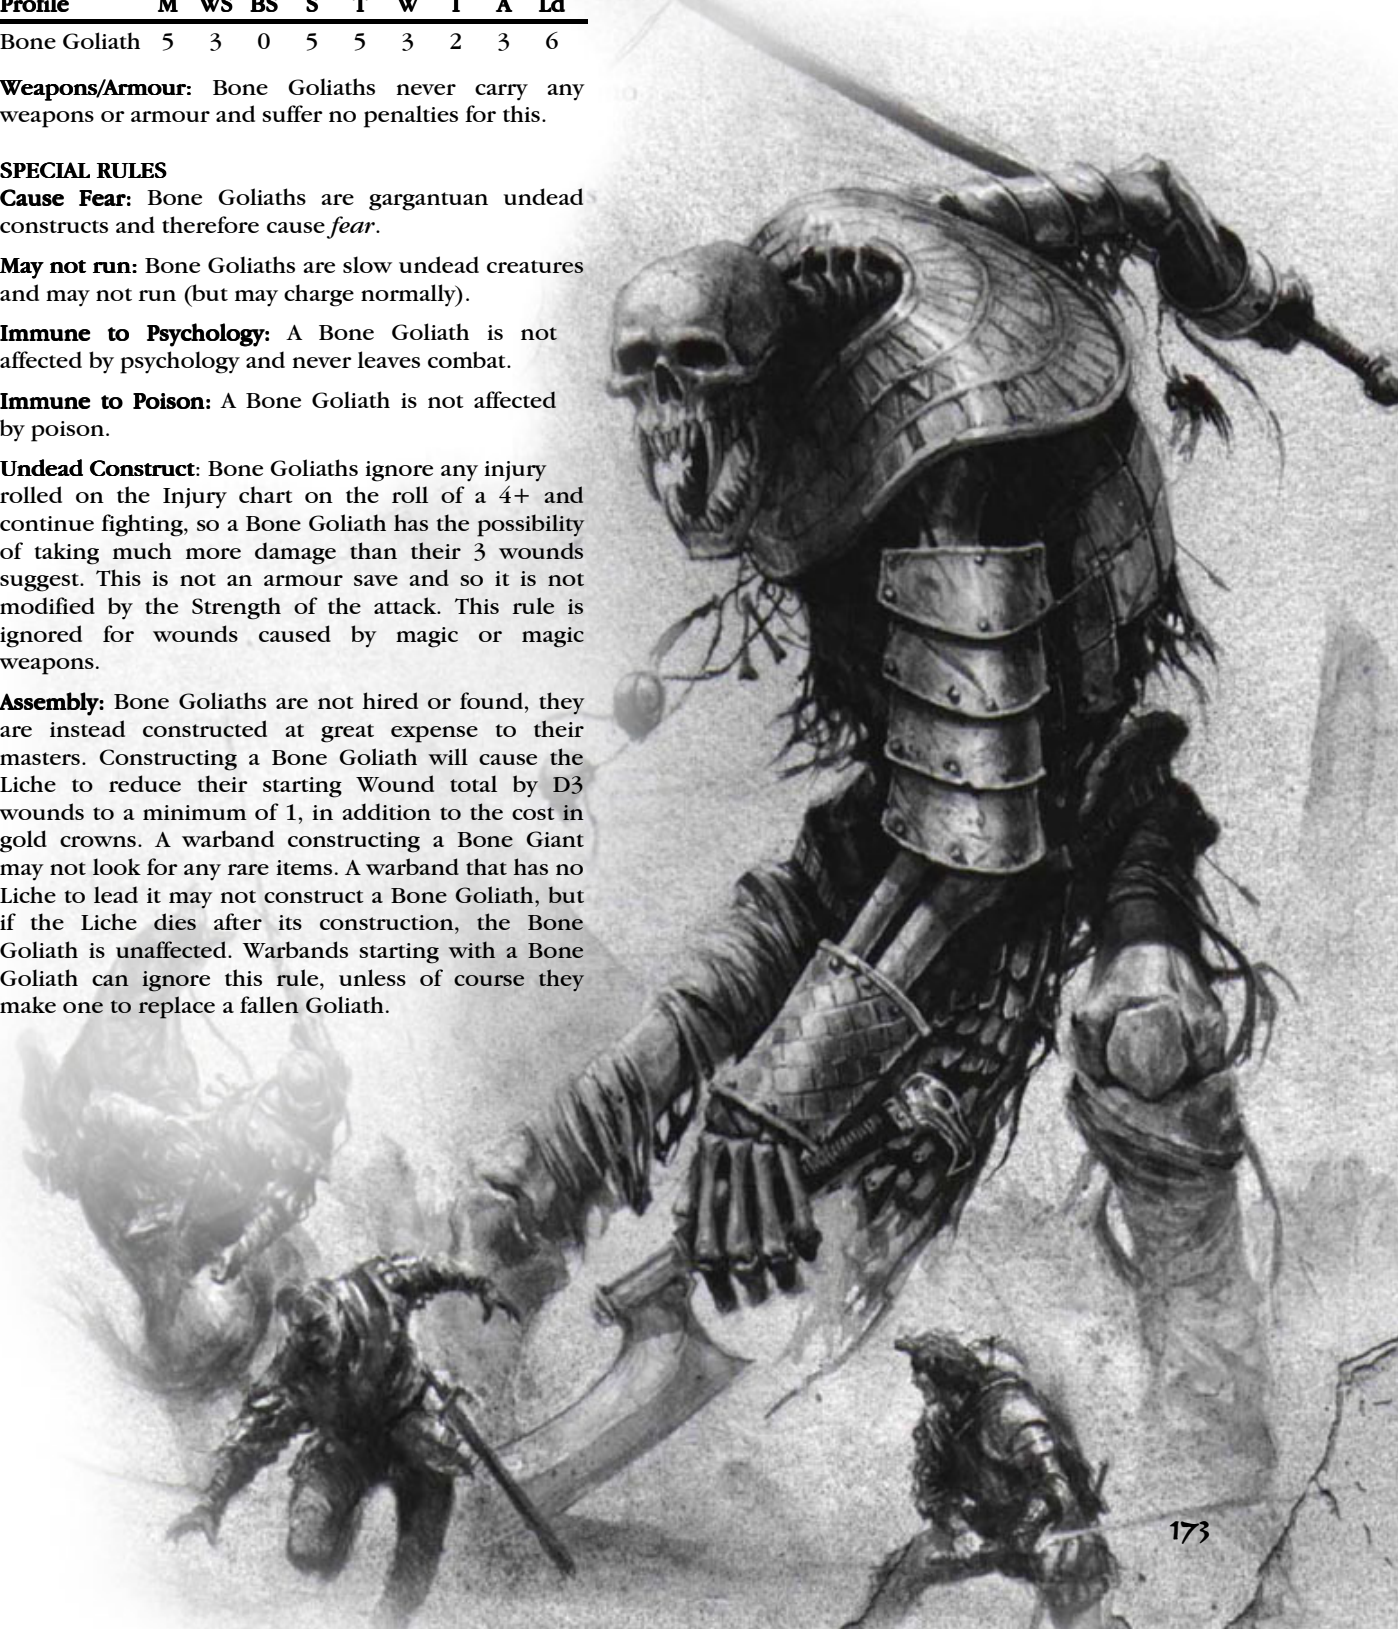 Profile M WS BS S T W I A Ld
Bone Goliath 5 3 0 5 5 3 2 3 6
Weapons/Armour: Bone Goliaths never carry any
weapons or armour and suffer no penalties for this.
SPECIAL RULES
Cause Fear: Bone Goliaths are gargantuan undead
constructs and therefore cause fear.
May not run: Bone Goliaths are slow undead creatures
and may not run (but may charge normally).
Immune to Psychology: A Bone Goliath is not
affected by psychology and never leaves combat.
Immune to Poison: A Bone Goliath is not affected
by poison.
Undead Construct: Bone Goliaths ignore any injury
rolled on the Injury chart on the roll of a 4+ and
continue fighting, so a Bone Goliath has the possibility
of taking much more damage than their 3 wounds
suggest. This is not an armour save and so it is not
modified by the Strength of the attack. This rule is
ignored for wounds caused by magic or magic
weapons.
Assembly: Bone Goliaths are not hired or found, they
are instead constructed at great expense to their
masters. Constructing a Bone Goliath will cause the
Liche to reduce their starting Wound total by D3
wounds to a minimum of 1, in addition to the cost in
gold crowns. A warband constructing a Bone Giant
may not look for any rare items. A warband that has no
Liche to lead it may not construct a Bone Goliath, but
if the Liche dies after its construction, the Bone
Goliath is unaffected. Warbands starting with a Bone
Goliath can ignore this rule, unless of course they
make one to replace a fallen Goliath.
173